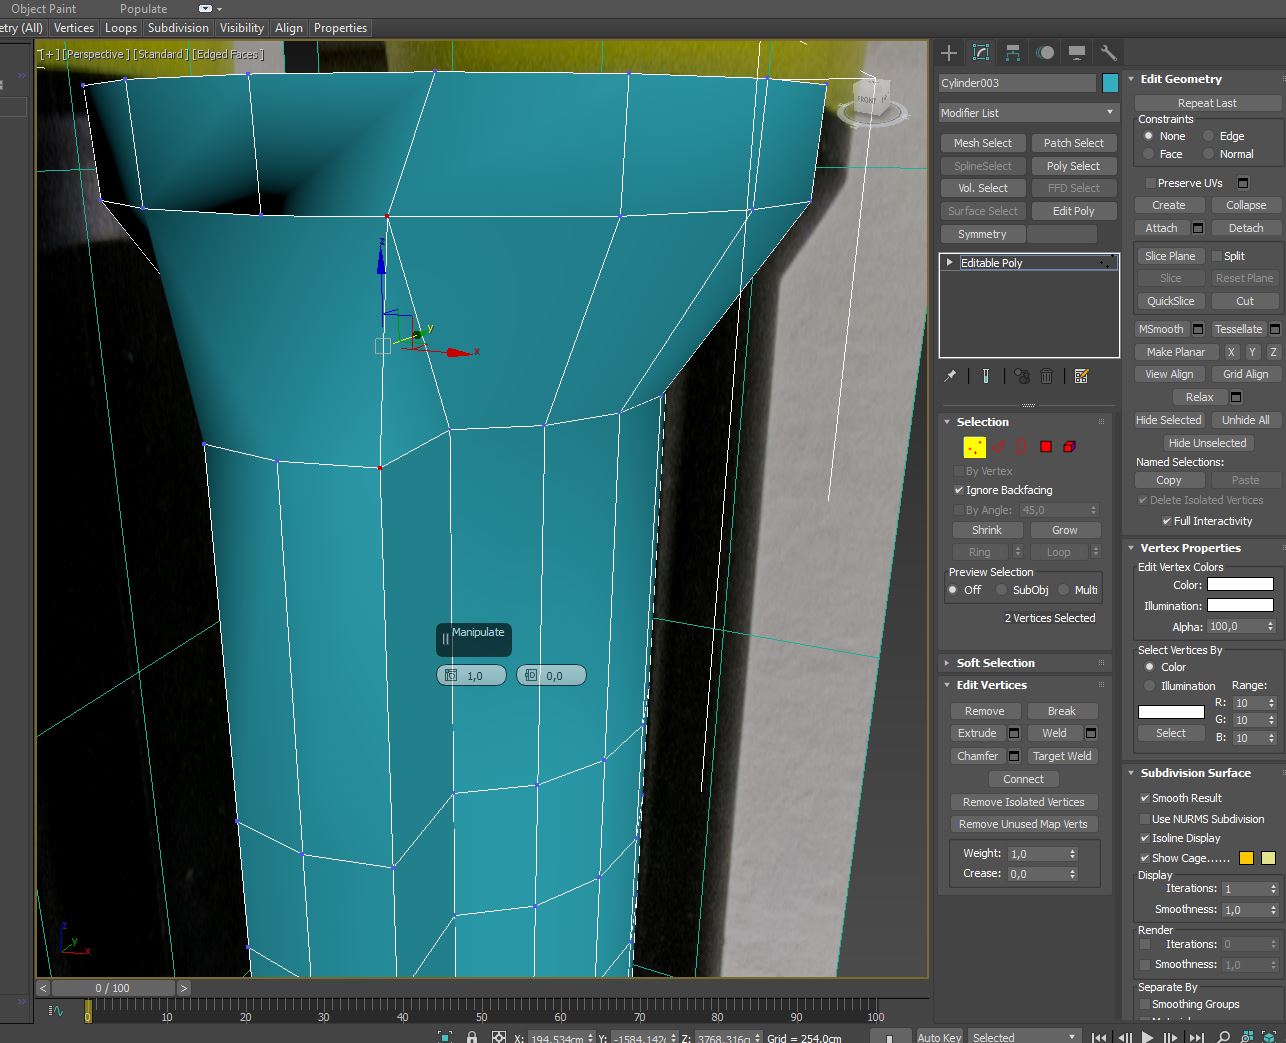 Object Paint
Populate
etry (All)
Vertices
Loops
Subdivision
Visibility
Align
Properties
[+] [Perspective] [Standard] [Edged Faces]
FRONT
z
y
x
Manipulate
1,0
0,0
z
y
x
0 / 100
0
10
20
30
40
50
60
70
80
90
100
X: 194,534cm
Y: -1584,142c
Z: 3768,316c
Grid = 254,0cm
Auto Key
Selected
Cylinder003
Modifier List
Mesh Select
Patch Select
SplineSelect
Poly Select
Vol. Select
FFD Select
Surface Select
Edit Poly
Symmetry
Editable Poly
Selection
By Vertex
Ignore Backfacing
By Angle: 45,0
Shrink
Grow
Ring
Loop
Preview Selection
Off
SubObj
Multi
2 Vertices Selected
Soft Selection
Edit Vertices
Remove
Break
Extrude
Weld
Chamfer
Target Weld
Connect
Remove Isolated Vertices
Remove Unused Map Verts
Weight: 1,0
Crease: 0,0
Edit Geometry
Repeat Last
Constraints
None
Edge
Face
Normal
Preserve UVs
Create
Collapse
Attach
Detach
Slice Plane
Split
Slice
Reset Plane
QuickSlice
Cut
MSmooth
Tessellate
Make Planar
X
Y
Z
View Align
Grid Align
Relax
Hide Selected
Unhide All
Hide Unselected
Named Selections:
Copy
Paste
Delete Isolated Vertices
Full Interactivity
Vertex Properties
Edit Vertex Colors
Color:
Illumination:
Alpha: 100,0
Select Vertices By
Color
Illumination
Range:
R: 10
G: 10
B: 10
Select
Subdivision Surface
Smooth Result
Use NURMS Subdivision
Isoline Display
Show Cage......
Display
Iterations: 1
Smoothness: 1,0
Render
Iterations: 0
Smoothness: 1,0
Separate By
Smoothing Groups